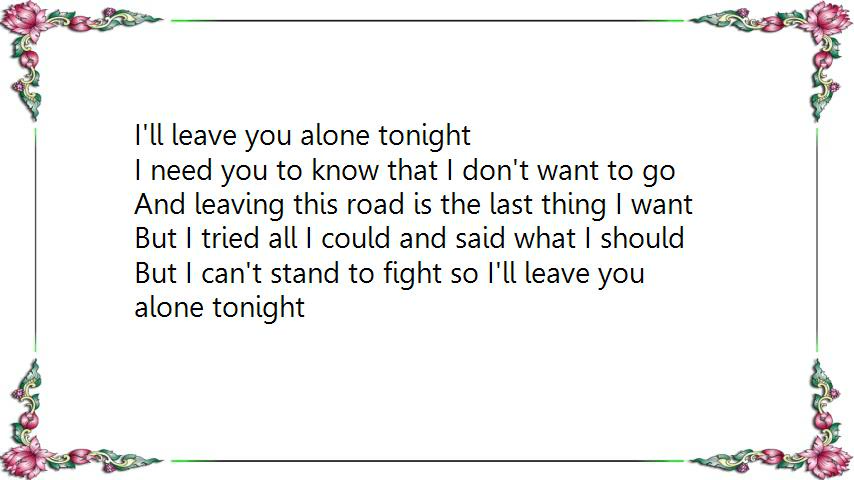 I'll leave you alone tonight
I need you to know that I don't want to go
And leaving this road is the last thing I want
But I tried all I could and said what I should
But I can't stand to fight so I'll leave you
alone tonight